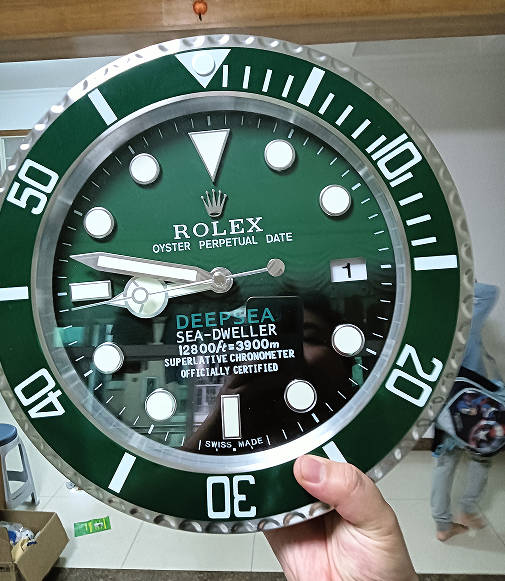 10
20
30
40
50
ROLEX
OYSTER PERPETUAL DATE
1
DEEPSEA
SEA-DWELLER
12800ft=3900m
SUPERLATIVE CHRONOMETER
OFFICIALLY CERTIFIED
SWISS MADE